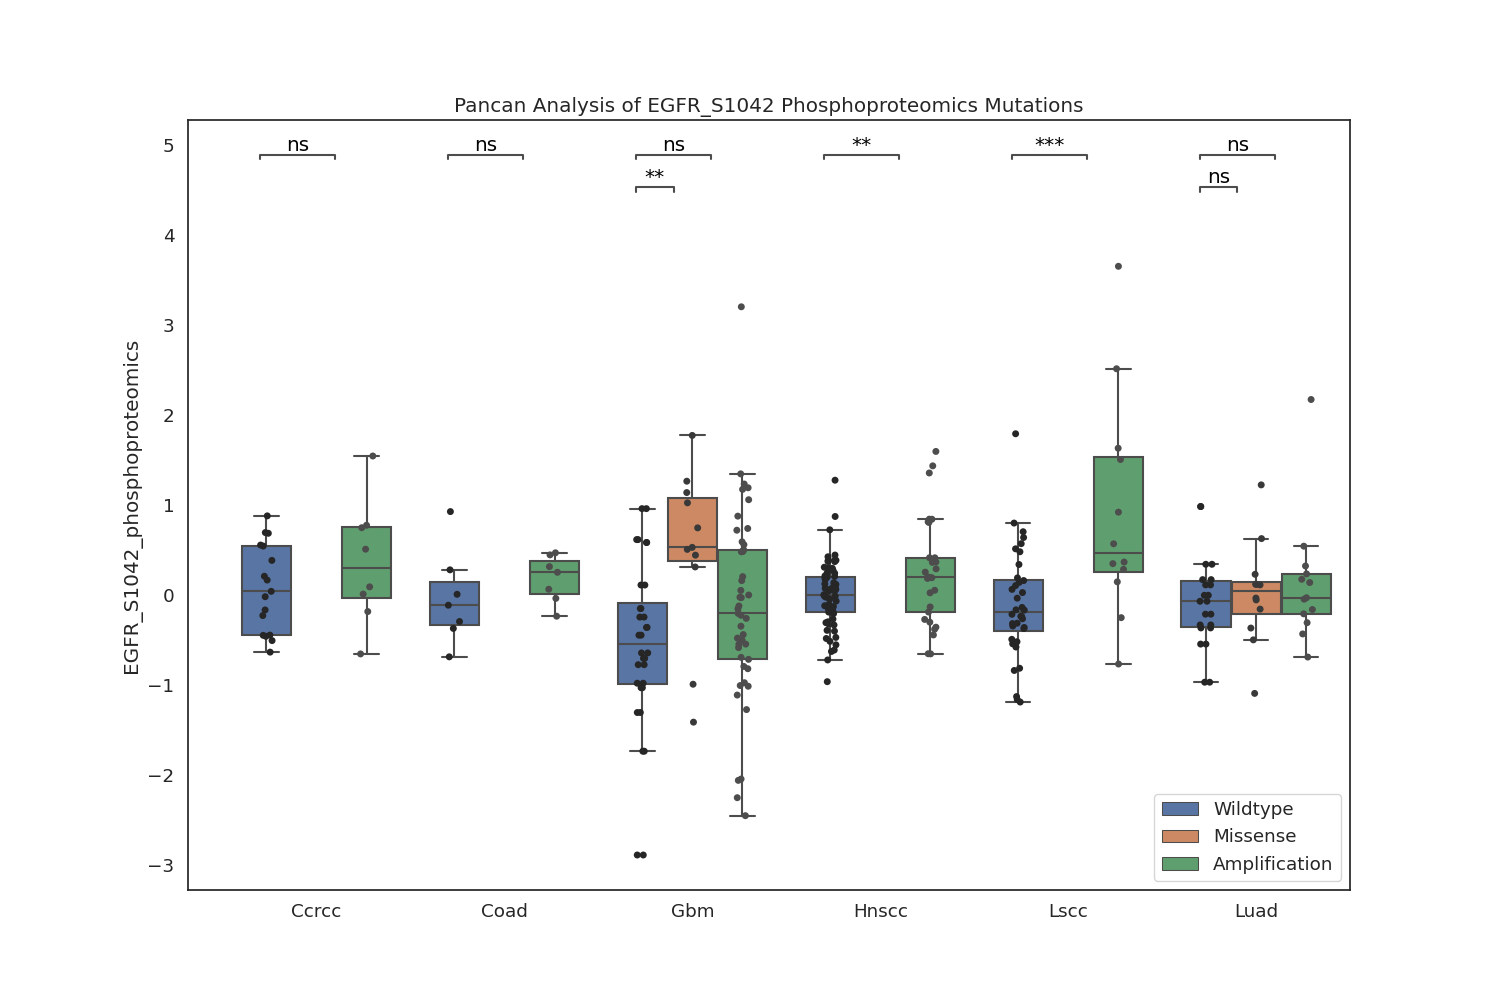 Pancan Analysis of EGFR_S1042 Phosphoproteomics Mutations
EGFR_S1042_phosphoproteomics
5
4
3
2
1
0
−1
−2
−3
ns
ns
ns
**
***
ns
**
ns
Ccrcc
Coad
Gbm
Hnscc
Lscc
Luad
Wildtype
Missense
Amplification